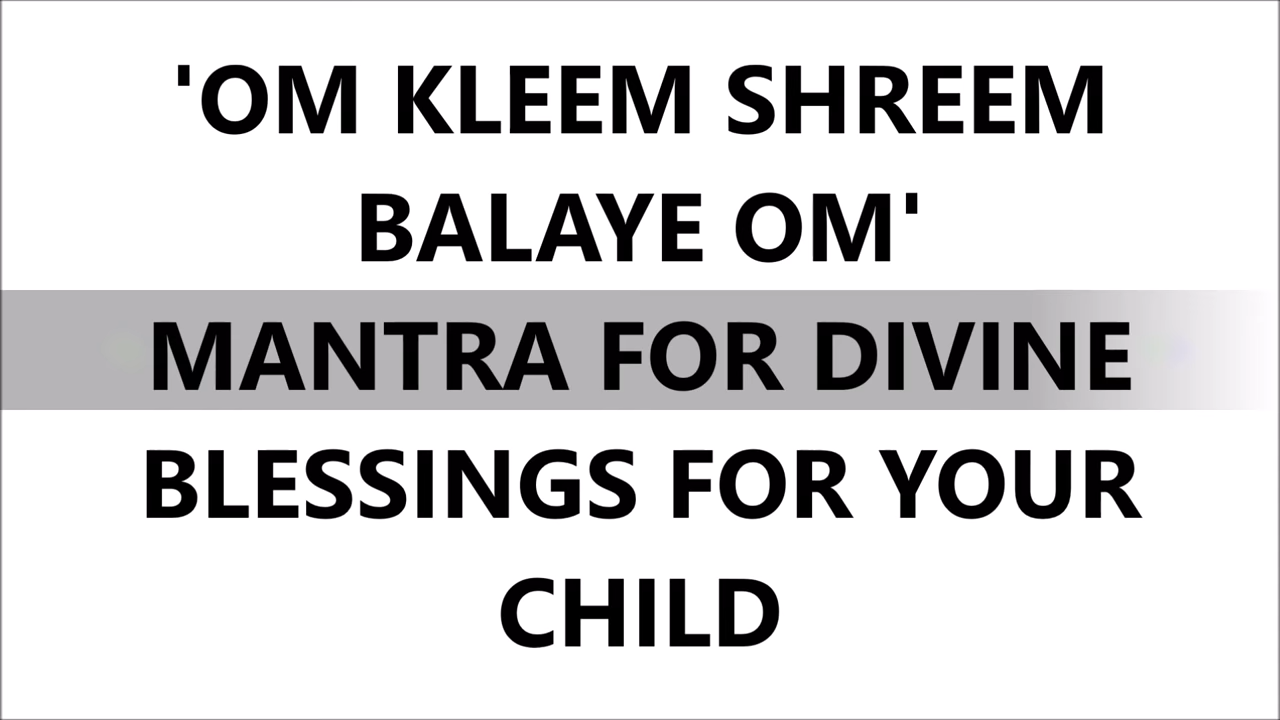 'OM KLEEM SHREEM
BALAYE OM'
MANTRA FOR DIVINE
BLESSINGS FOR YOUR
CHILD